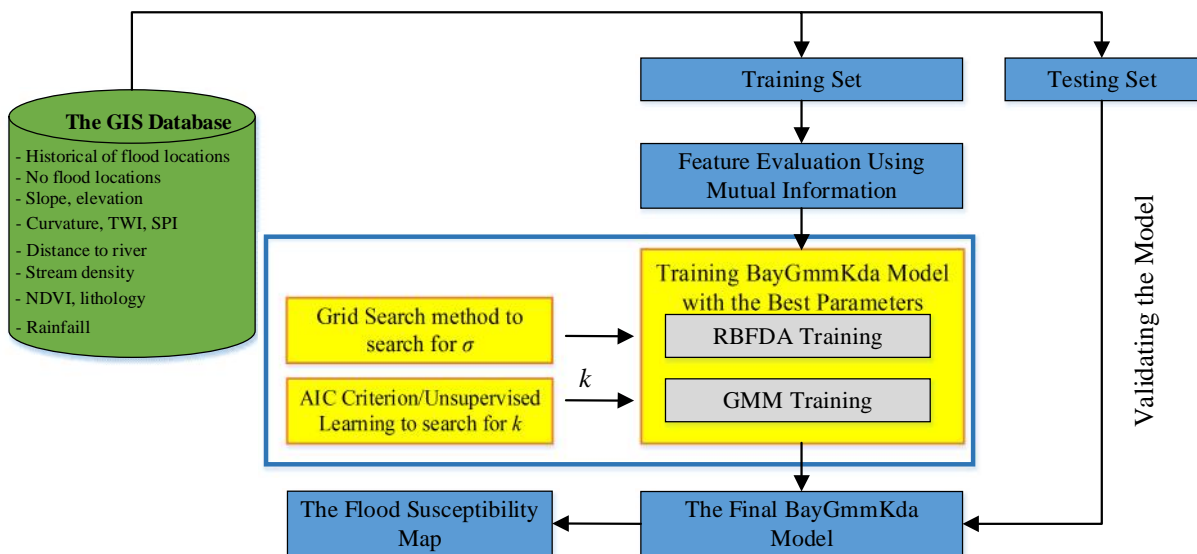 Training Set
Testing Set
The GIS Database
- Historical of flood locations
- No flood locations
- Slope, elevation
- Curvature, TWI, SPI
- Distance to river
- Stream density
- NDVI, lithology
- Rainfaill
Feature Evaluation Using
Mutual Information
Validating the Model
Training BayGmmKda Model
with the Best Parameters
Grid Search method to
search for σ
RBFDA Training
AIC Criterion/Unsupervised
Learning to search for k
k
GMM Training
The Flood Susceptibility
Map
The Final BayGmmKda
Model